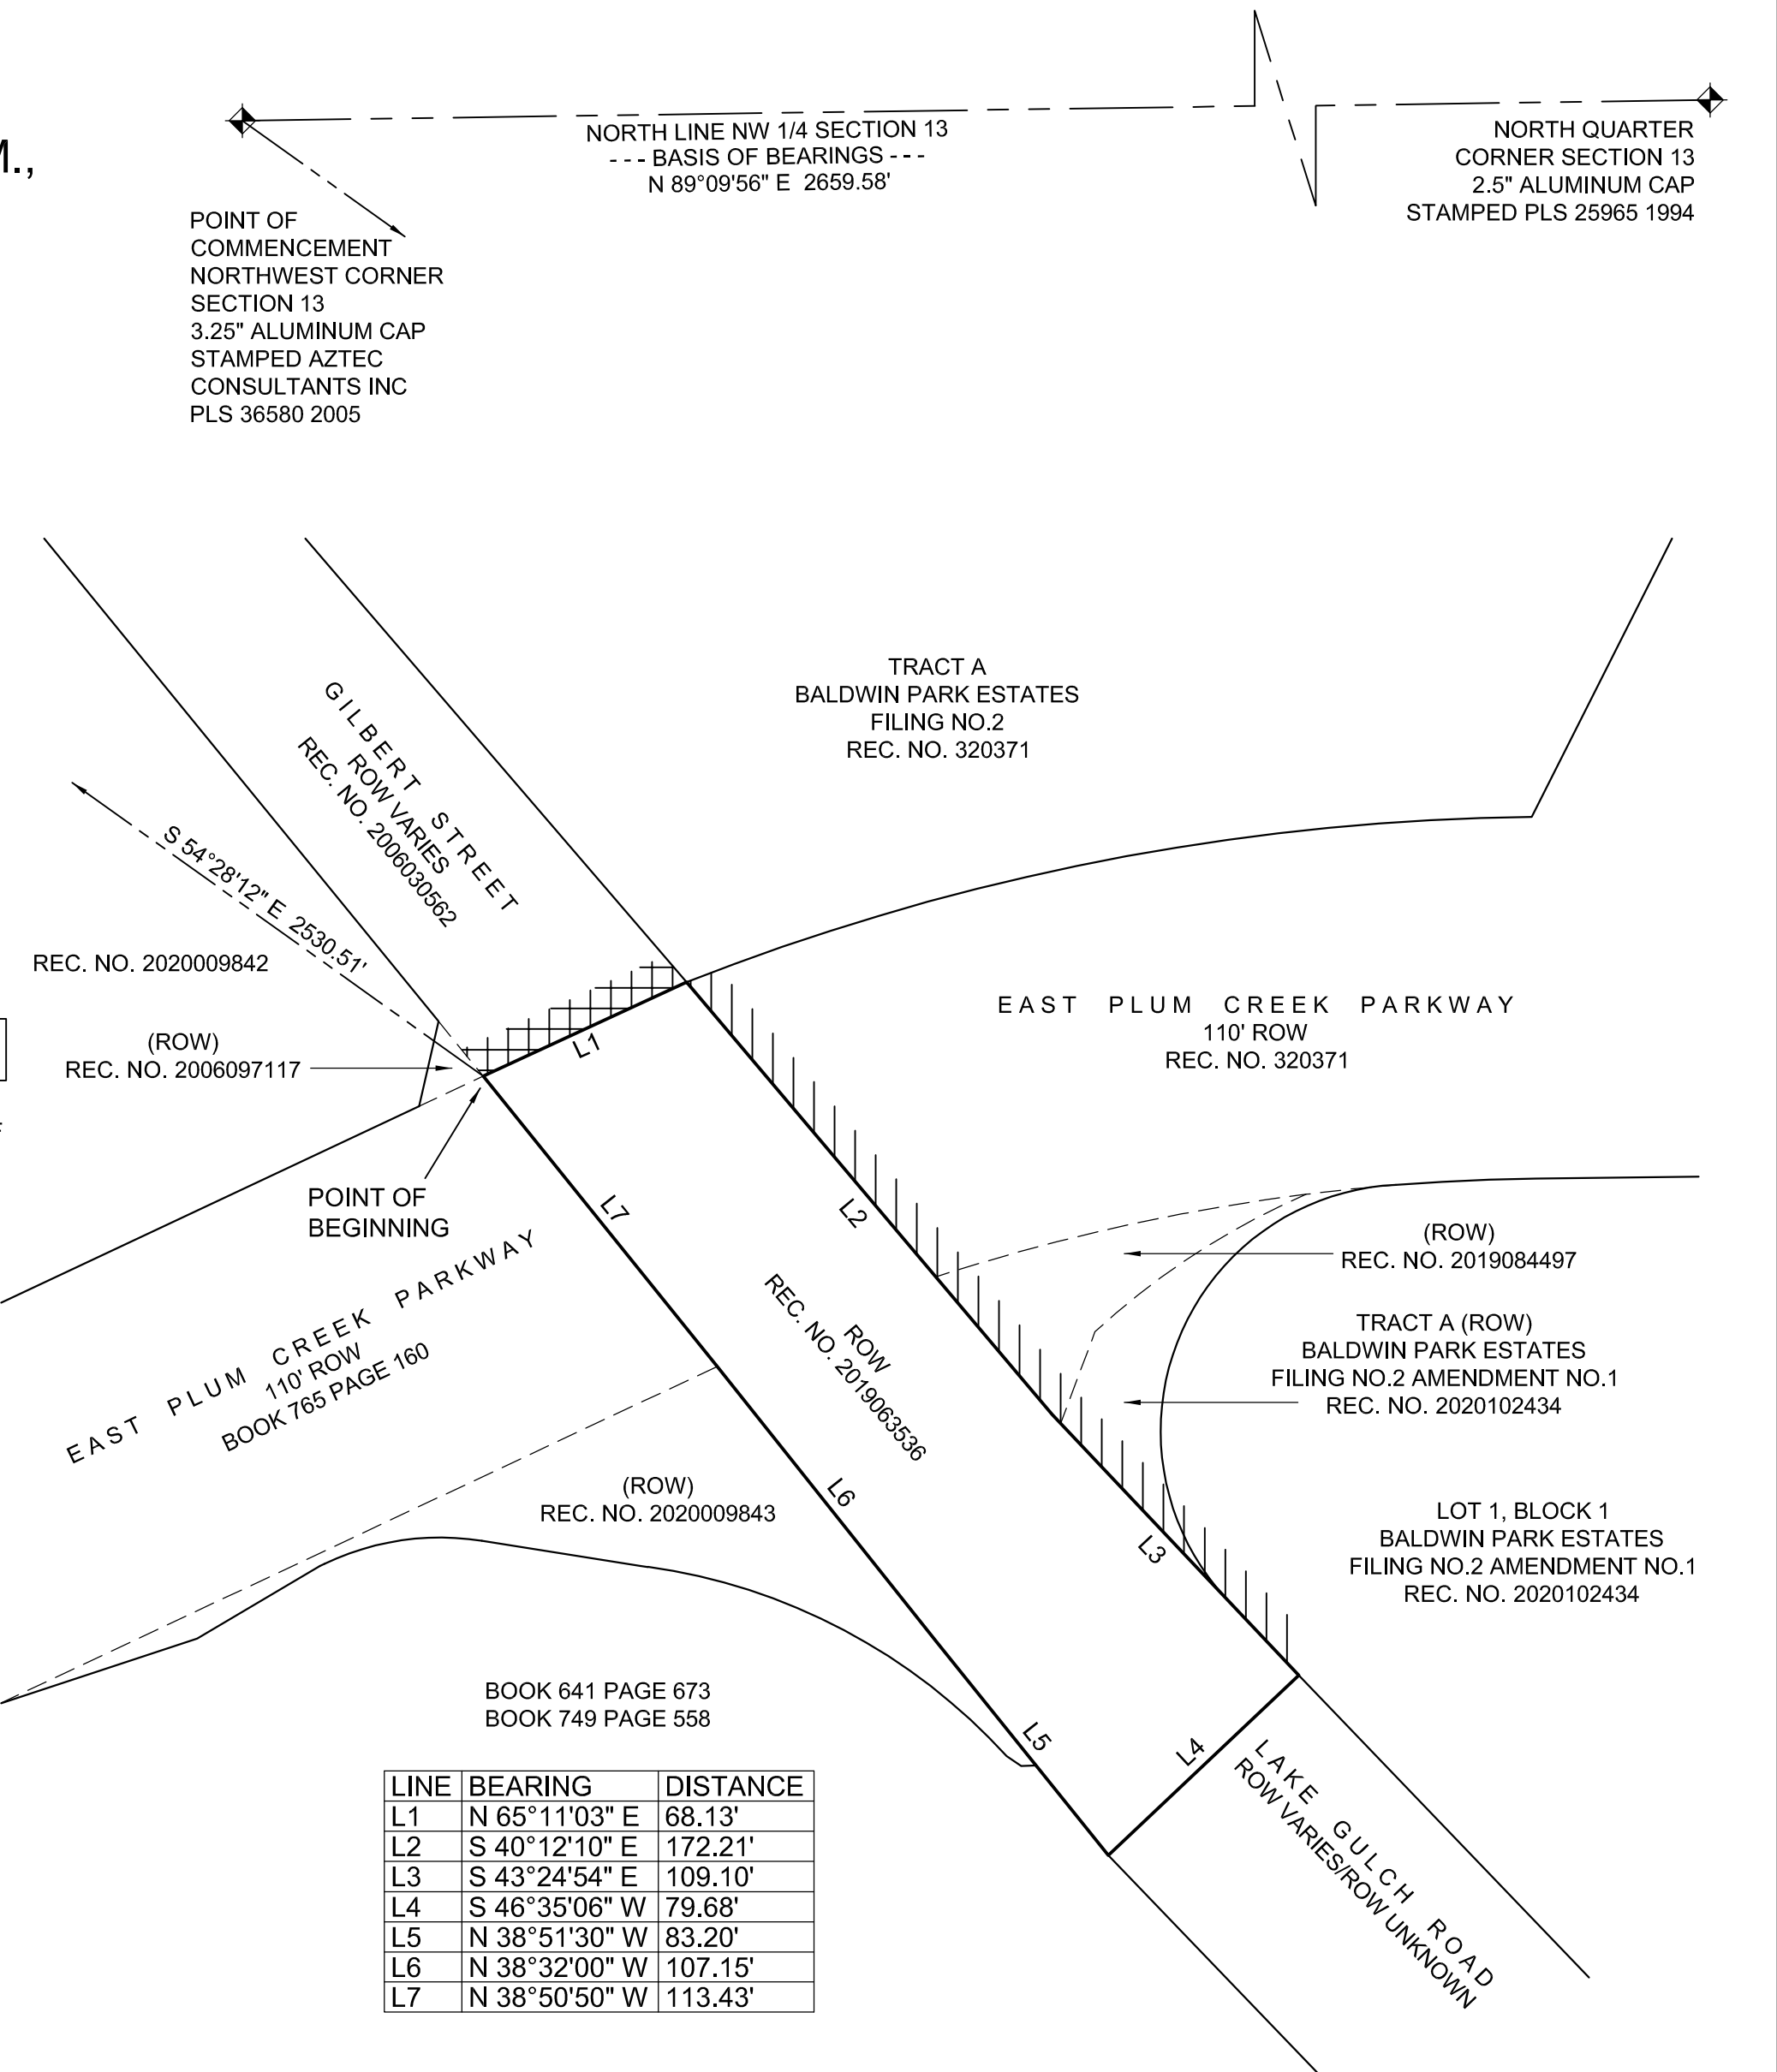 M.,
NORTH LINE NW 1/4 SECTION 13
- - - BASIS OF BEARINGS - - -
N 89°09'56" E 2659.58'
NORTH QUARTER
CORNER SECTION 13
2.5" ALUMINUM CAP
STAMPED PLS 25965 1994
POINT OF
COMMENCEMENT
NORTHWEST CORNER
SECTION 13
3.25" ALUMINUM CAP
STAMPED AZTEC
CONSULTANTS INC
PLS 36580 2005
TRACT A
BALDWIN PARK ESTATES
FILING NO.2
REC. NO. 320371
GILBERT STREET
ROW VARIES
REC. NO. 2006030562
S 54°28'12" E 2530.51'
REC. NO. 2020009842
(ROW)
REC. NO. 2006097117
L1
EAST PLUM CREEK PARKWAY
110' ROW
REC. NO. 320371
POINT OF
BEGINNING
L7
L2
(ROW)
REC. NO. 2019084497
EAST PLUM CREEK PARKWAY
110' ROW
BOOK 765 PAGE 160
ROW
REC. NO. 2019063536
TRACT A (ROW)
BALDWIN PARK ESTATES
FILING NO.2 AMENDMENT NO.1
REC. NO. 2020102434
(ROW)
REC. NO. 2020009843
L6
L3
LOT 1, BLOCK 1
BALDWIN PARK ESTATES
FILING NO.2 AMENDMENT NO.1
REC. NO. 2020102434
BOOK 641 PAGE 673
BOOK 749 PAGE 558
L5
L4
LAKE GULCH ROAD
ROW VARIES/ROW UNKNOWN
LINE BEARING DISTANCE
L1 N 65°11'03" E 68.13'
L2 S 40°12'10" E 172.21'
L3 S 43°24'54" E 109.10'
L4 S 46°35'06" W 79.68'
L5 N 38°51'30" W 83.20'
L6 N 38°32'00" W 107.15'
L7 N 38°50'50" W 113.43'